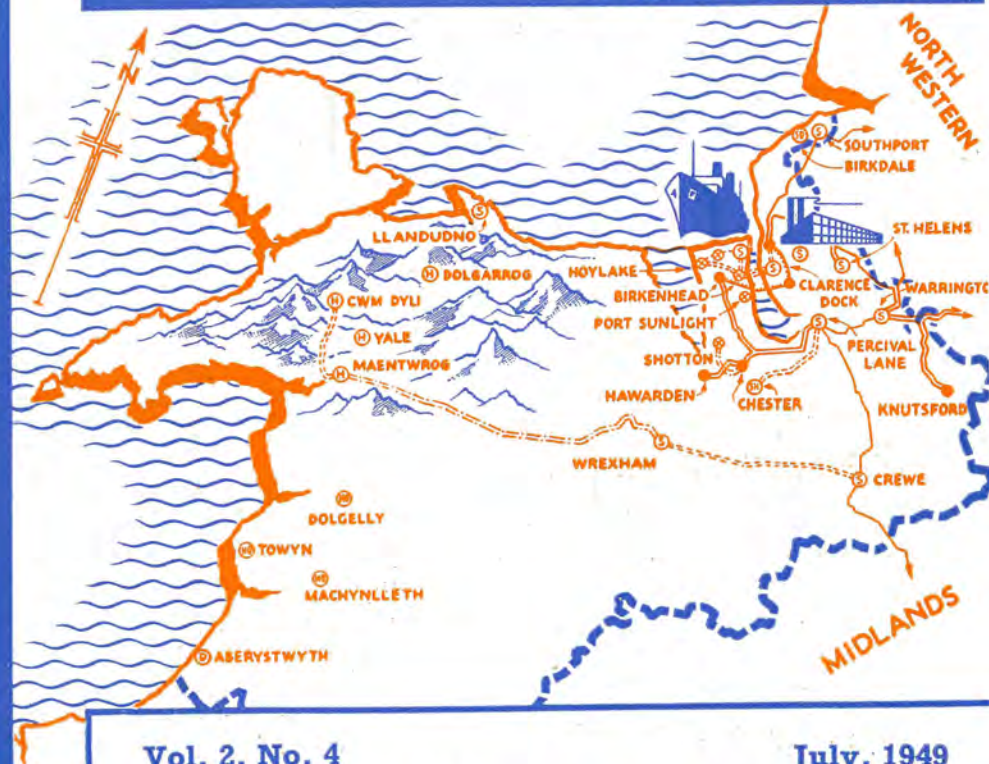 N
NORTH
WESTERN
SD
S
SOUTHPORT
BIRKDALE
ST. HELENS
S
LLANDUDNO
H DOLGARROG
HOYLAKE
S
S
S
S
CLARENCE
DOCK
WARRINGTO
BIRKENHEAD
H CWM DYLI
PORT SUNLIGHT
S
S
PERCIVAL
LANE
H YALE
SHOTTON
MAENTWROG
H
HAWARDEN
SH
CHESTER
KNUTSFORD
WREXHAM
S
S CREWE
DOLGELLY
TOWYN
MACHYNLLETH
MIDLANDS
D ABERYSTWYTH
Vol. 2. No. 4
July, 1949